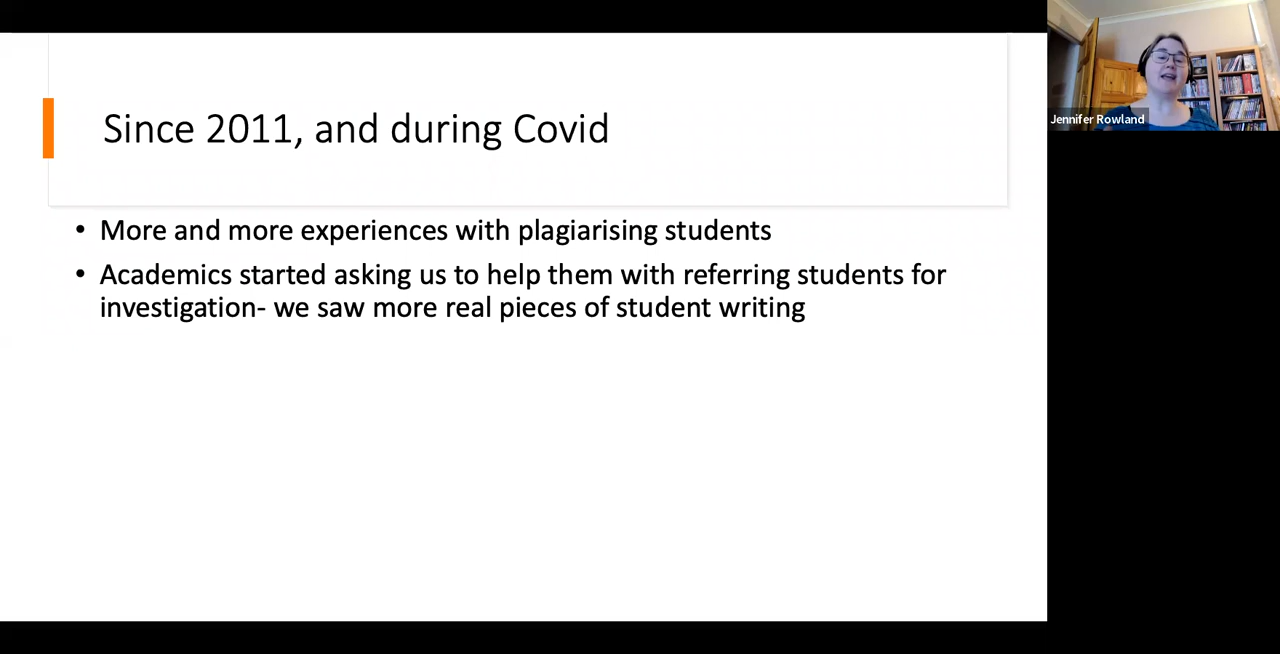 Since 2011, and during Covid
• More and more experiences with plagiarising students
• Academics started asking us to help them with referring students for
investigation- we saw more real pieces of student writing
Jennifer Rowland